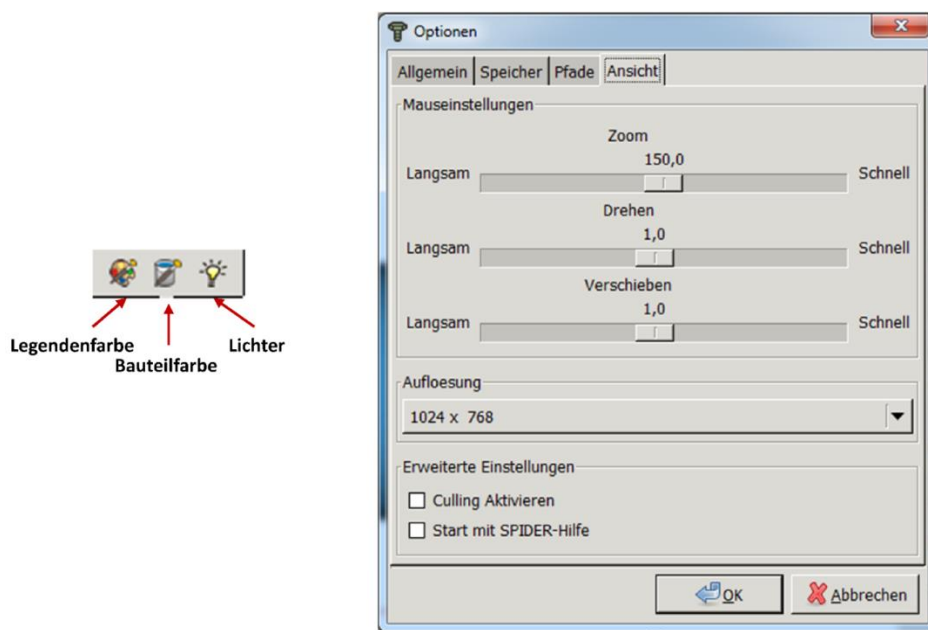 Legendenfarbe
Bauteilfarbe
Lichter
Optionen
Allgemein Speicher Pfade Ansicht
Mauseinstellungen
Zoom
150,0
Langsam Schnell
Drehen
1,0
Langsam Schnell
Verschieben
1,0
Langsam Schnell
Aufloesung
1024 x 768
Erweiterte Einstellungen
Culling Aktivieren
Start mit SPIDER-Hilfe
OK Abbrechen